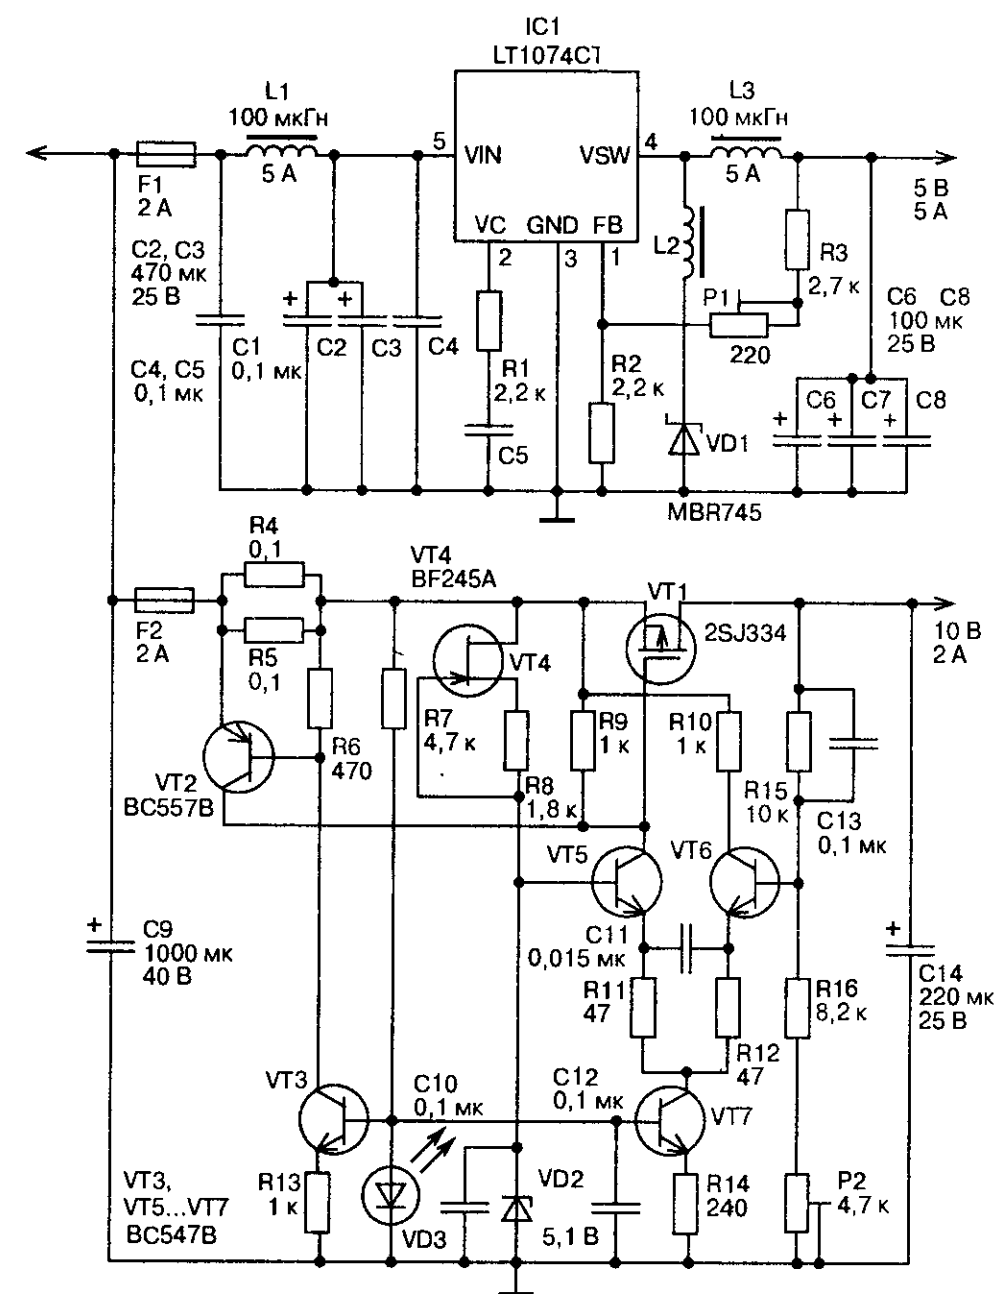 IC1
LT1074CT
L1
100 мкГн
5 А
L3
100 мкГн
5 А
5
VIN
VSW
4
VC
GND
FB
2
3
1
F1
2 А
5 В
5 А
C2, C3
470 мк
25 В
L2
R3
2,7 к
P1
220
C6 C8
100 мк
25 В
C1
0,1 мк
C4, C5
0,1 мк
+
+
C2
C3
C4
R1
2,2 к
R2
2,2 к
C5
VD1
MBR745
+
C6
+
C7
+
C8
R4
0,1
VT4
BF245A
VT1
2SJ334
F2
2 А
R5
0,1
VT4
10 В
2 А
R6
470
R7
4,7 к
R8
1,8 к
R9
1 к
R10
1 к
R15
10 к
C13
0,1 мк
VT2
BC557B
VT5
VT6
+
C9
1000 мк
40 В
C11
0,015 мк
R11
47
R12
47
R16
8,2 к
+
C14
220 мк
25 В
VT3
C10
0,1 мк
C12
0,1 мк
VT7
VT3,
VT5...VT7
BC547B
R13
1 к
VD3
VD2
5,1 В
R14
240
P2
4,7 к